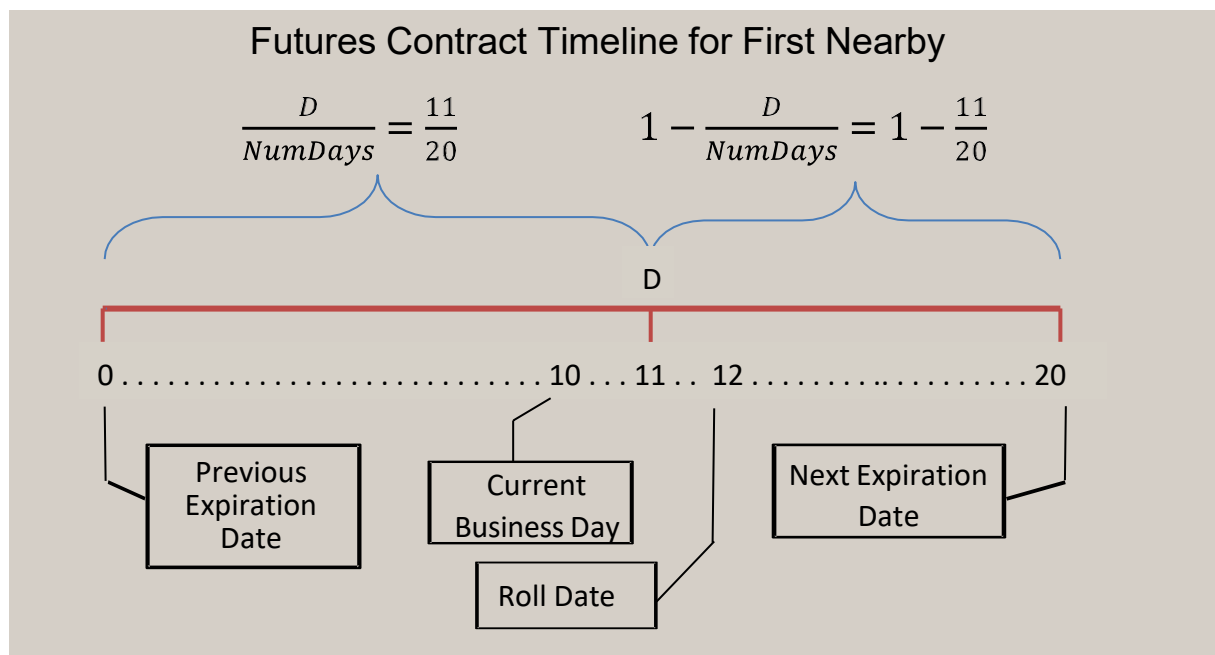 Futures Contract Timeline for First Nearby
D/NumDays = 11/20
1 − D/NumDays = 1 − 11/20
D
0 . . . . . . . . . . . . . . . . . . . . . . . . . . . . 10 . . . 11 . . 12 . . . . . . . . .. . . . . . . . . . . 20
Previous
Expiration
Date
Current
Business Day
Next Expiration
Date
Roll Date